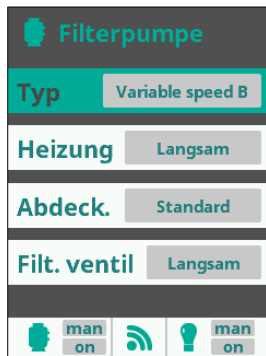 Filterpumpe
Typ Variable speed B
Heizung Langsam
Abdeck. Standard
Filt. ventil Langsam
man man
on on